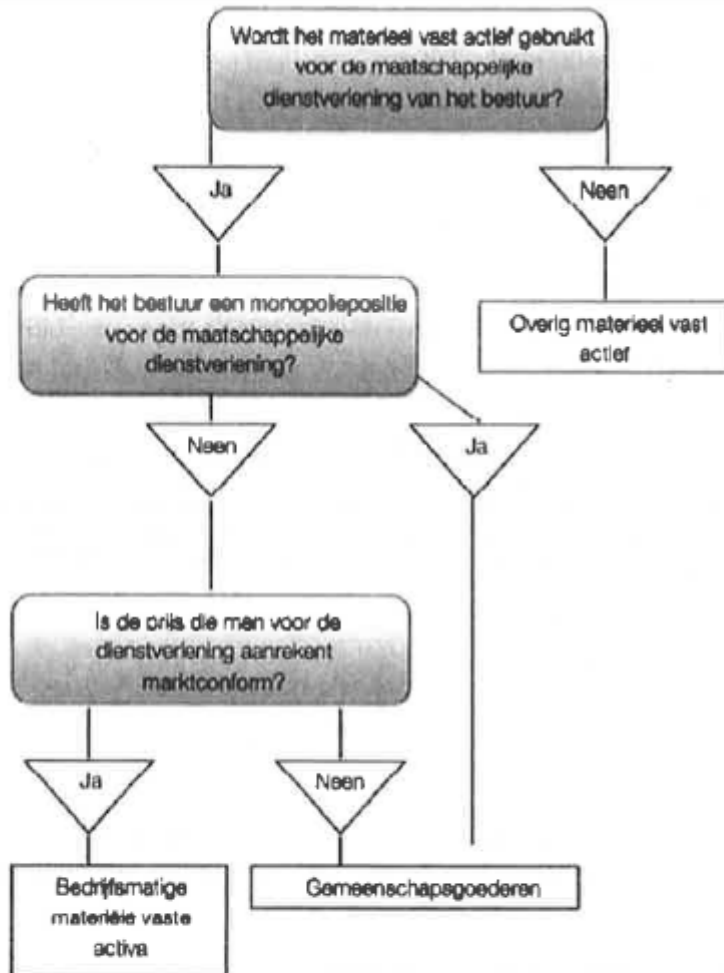 Wordt het materieel vast actief gebruikt
voor de maatschappelijke
dienstverlening van het bestuur?
Ja
Neen
Heeft het bestuur een monopoliepositie
voor de maatschappelijke
dienstverlening?
Overig materieel vast
actief
Neen
Ja
Is de prijs die men voor de
dienstverlening aanrekent
marktconform?
Ja
Neen
Bedrijfsmatige
materiële vaste
activa
Gemeenschapsgoederen